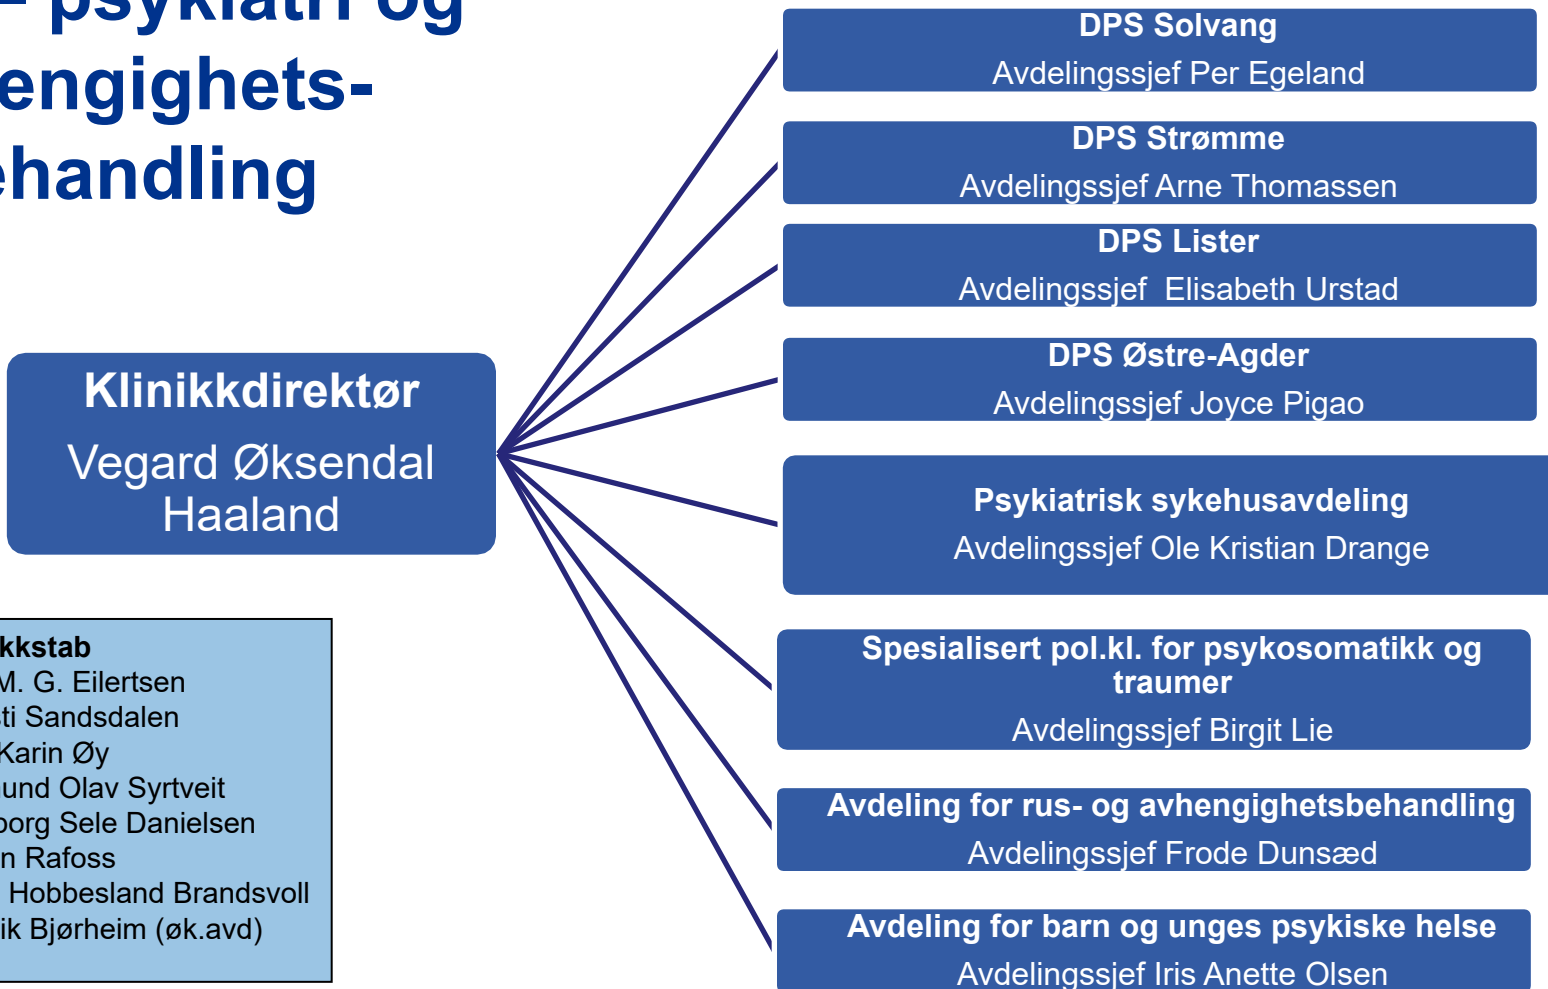 – psykiatri og
engighets-
ehandling
Klinikkdirektør
Vegard Øksendal
Haaland
kkstab
M. G. Eilertsen
sti Sandsdalen
Karin Øy
und Olav Syrtveit
borg Sele Danielsen
n Rafoss
Hobbesland Brandsvoll
ik Bjørheim (øk.avd)
DPS Solvang
Avdelingssjef Per Egeland
DPS Strømme
Avdelingssjef Arne Thomassen
DPS Lister
Avdelingssjef Elisabeth Urstad
DPS Østre-Agder
Avdelingssjef Joyce Pigao
Psykiatrisk sykehusavdeling
Avdelingssjef Ole Kristian Drange
Spesialisert pol.kl. for psykosomatikk og
traumer
Avdelingssjef Birgit Lie
Avdeling for rus- og avhengighetsbehandling
Avdelingssjef Frode Dunsæd
Avdeling for barn og unges psykiske helse
Avdelingssjef Iris Anette Olsen